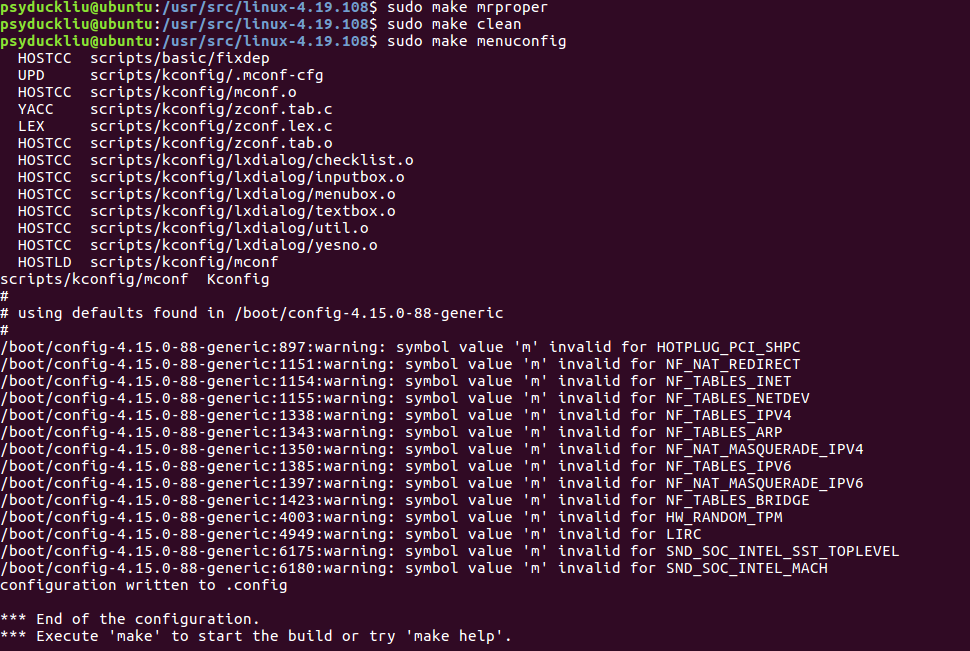 psyduckliu@ubuntu:/usr/src/linux-4.19.108$ sudo make mrproper
psyduckliu@ubuntu:/usr/src/linux-4.19.108$ sudo make clean
psyduckliu@ubuntu:/usr/src/linux-4.19.108$ sudo make menuconfig
  HOSTCC  scripts/basic/fixdep
  UPD     scripts/kconfig/.mconf-cfg
  HOSTCC  scripts/kconfig/mconf.o
  YACC    scripts/kconfig/zconf.tab.c
  LEX     scripts/kconfig/zconf.lex.c
  HOSTCC  scripts/kconfig/zconf.tab.o
  HOSTCC  scripts/kconfig/lxdialog/checklist.o
  HOSTCC  scripts/kconfig/lxdialog/inputbox.o
  HOSTCC  scripts/kconfig/lxdialog/menubox.o
  HOSTCC  scripts/kconfig/lxdialog/textbox.o
  HOSTCC  scripts/kconfig/lxdialog/util.o
  HOSTCC  scripts/kconfig/lxdialog/yesno.o
  HOSTLD  scripts/kconfig/mconf
scripts/kconfig/mconf  Kconfig
#
# using defaults found in /boot/config-4.15.0-88-generic
#
/boot/config-4.15.0-88-generic:897:warning: symbol value 'm' invalid for HOTPLUG_PCI_SHPC
/boot/config-4.15.0-88-generic:1151:warning: symbol value 'm' invalid for NF_NAT_REDIRECT
/boot/config-4.15.0-88-generic:1154:warning: symbol value 'm' invalid for NF_TABLES_INET
/boot/config-4.15.0-88-generic:1155:warning: symbol value 'm' invalid for NF_TABLES_NETDEV
/boot/config-4.15.0-88-generic:1338:warning: symbol value 'm' invalid for NF_TABLES_IPV4
/boot/config-4.15.0-88-generic:1343:warning: symbol value 'm' invalid for NF_TABLES_ARP
/boot/config-4.15.0-88-generic:1350:warning: symbol value 'm' invalid for NF_NAT_MASQUERADE_IPV4
/boot/config-4.15.0-88-generic:1385:warning: symbol value 'm' invalid for NF_TABLES_IPV6
/boot/config-4.15.0-88-generic:1397:warning: symbol value 'm' invalid for NF_NAT_MASQUERADE_IPV6
/boot/config-4.15.0-88-generic:1423:warning: symbol value 'm' invalid for NF_TABLES_BRIDGE
/boot/config-4.15.0-88-generic:4003:warning: symbol value 'm' invalid for HW_RANDOM_TPM
/boot/config-4.15.0-88-generic:4949:warning: symbol value 'm' invalid for LIRC
/boot/config-4.15.0-88-generic:6175:warning: symbol value 'm' invalid for SND_SOC_INTEL_SST_TOPLEVEL
/boot/config-4.15.0-88-generic:6180:warning: symbol value 'm' invalid for SND_SOC_INTEL_MACH
configuration written to .config

*** End of the configuration.
*** Execute 'make' to start the build or try 'make help'.